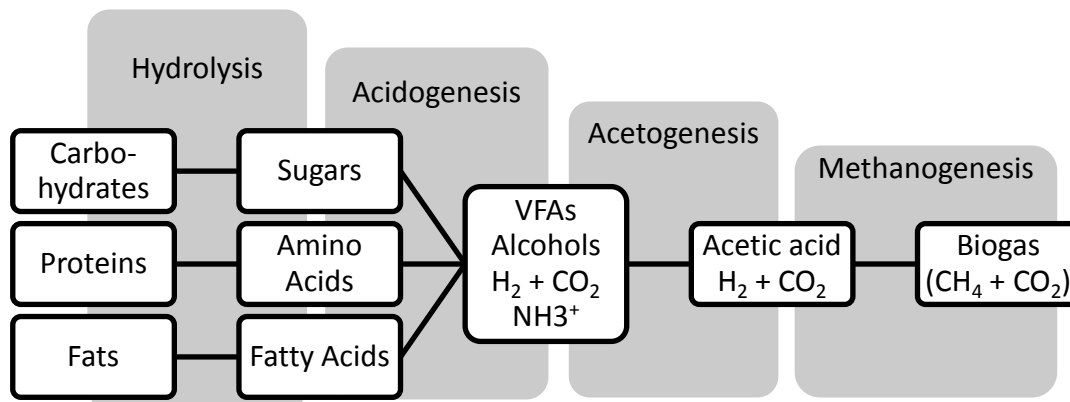 Hydrolysis
Acidogenesis
Acetogenesis
Methanogenesis
Carbo-
hydrates
Sugars
Proteins
Amino
Acids
Fats
Fatty Acids
VFAs
Alcohols
H₂ + CO₂
NH3⁺
Acetic acid
H₂ + CO₂
Biogas
(CH₄ + CO₂)